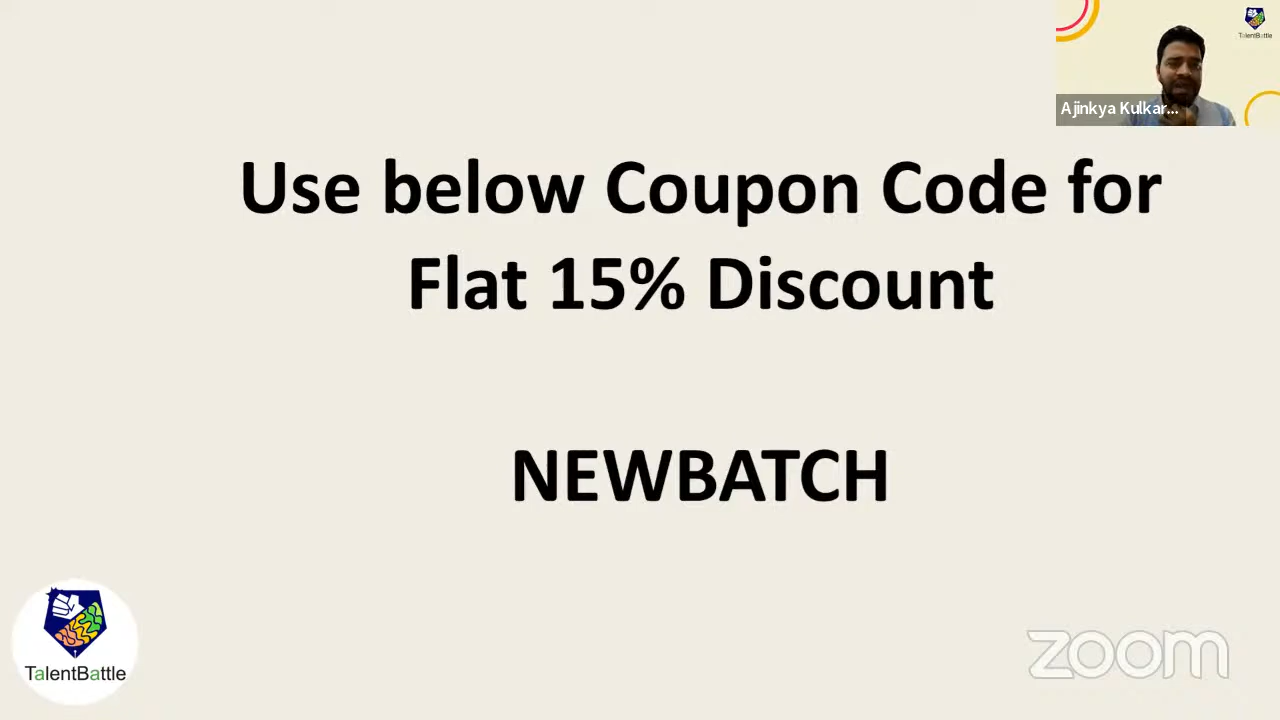 TalentBattle
Ajinkya Kulkar...
Use below Coupon Code for
Flat 15% Discount
NEWBATCH
TalentBattle
zoom